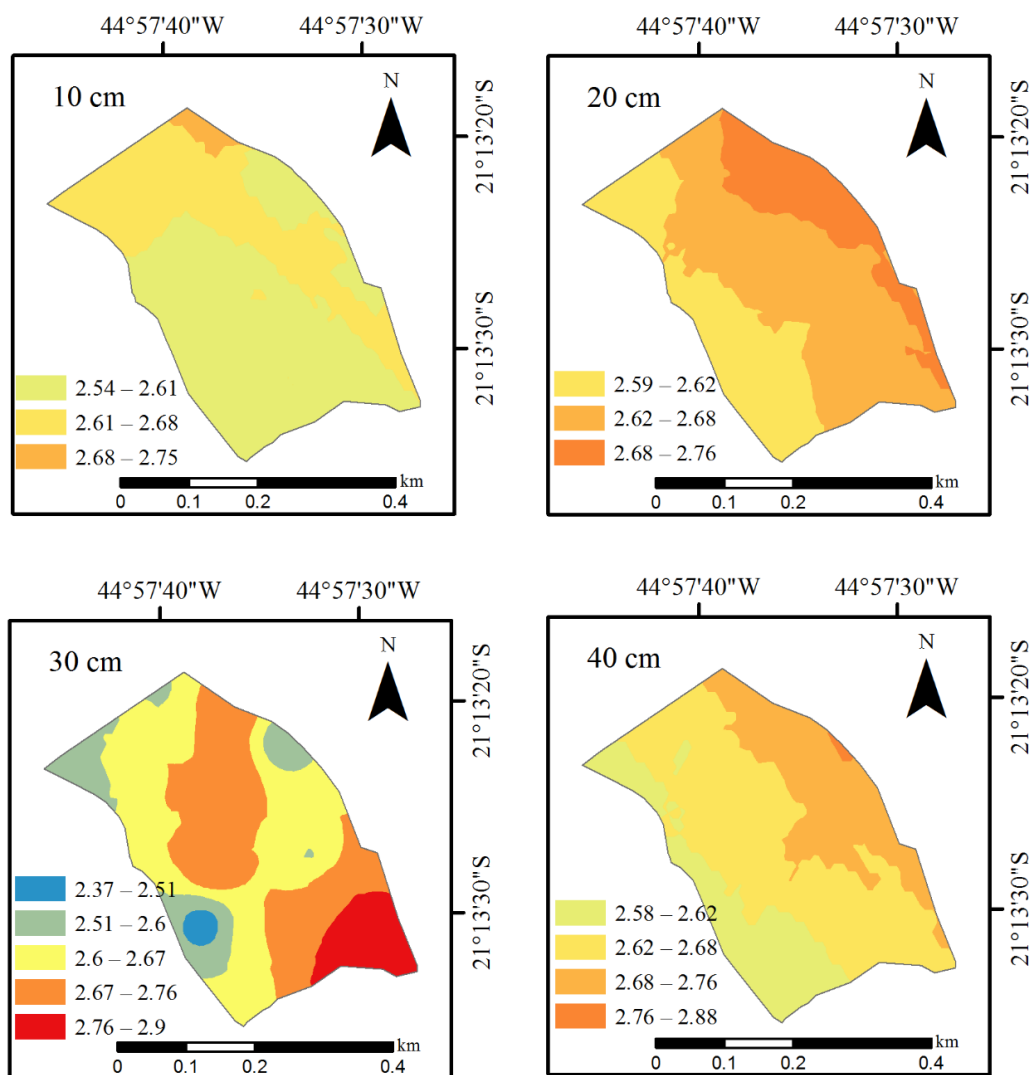 44°57'40"W 44°57'30"W
10 cm
N
21°13'20"S
21°13'30"S
2.54 – 2.61
2.61 – 2.68
2.68 – 2.75
km
0 0.1 0.2 0.4
44°57'40"W 44°57'30"W
20 cm
N
21°13'20"S
21°13'30"S
2.59 – 2.62
2.62 – 2.68
2.68 – 2.76
km
0 0.1 0.2 0.4
44°57'40"W 44°57'30"W
30 cm
N
21°13'20"S
21°13'30"S
2.37 – 2.51
2.51 – 2.6
2.6 – 2.67
2.67 – 2.76
2.76 – 2.9
km
0 0.1 0.2 0.4
44°57'40"W 44°57'30"W
40 cm
N
21°13'20"S
21°13'30"S
2.58 – 2.62
2.62 – 2.68
2.68 – 2.76
2.76 – 2.88
km
0 0.1 0.2 0.4